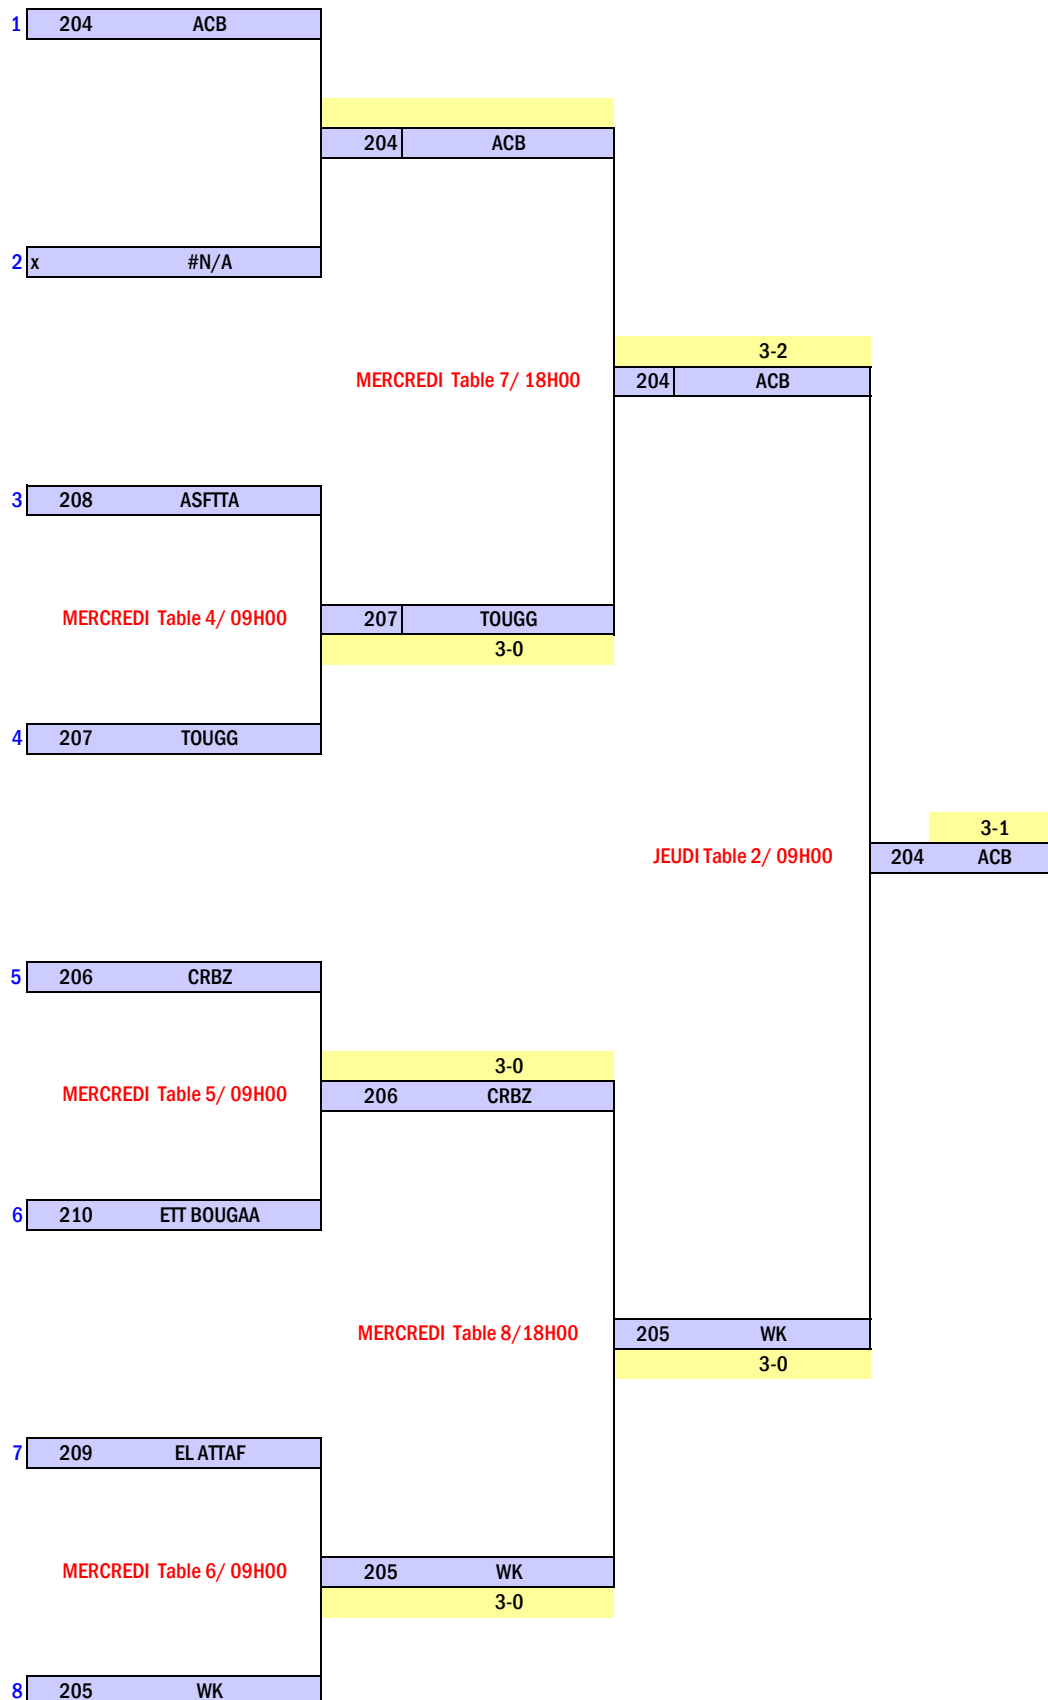 1 204 ACB
204 ACB
2 x #N/A
3-2
MERCREDI Table 7/ 18H00
204 ACB
3 208 ASFTTA
MERCREDI Table 4/ 09H00
207 TOUGG
3-0
4 207 TOUGG
3-1
JEUDI Table 2/ 09H00
204 ACB
5 206 CRBZ
3-0
MERCREDI Table 5/ 09H00
206 CRBZ
6 210 ETT BOUGAA
MERCREDI Table 8/18H00
205 WK
3-0
7 209 EL ATTAF
MERCREDI Table 6/ 09H00
205 WK
3-0
8 205 WK